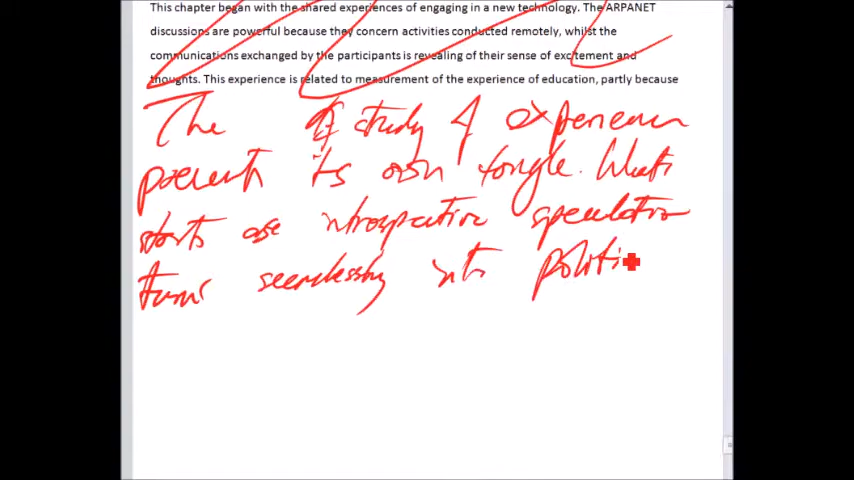 This chapter began with the shared experiences of engaging in a new technology. The ARPANET
discussions are powerful because they concern activities conducted remotely, whilst the
communications exchanged by the participants is revealing of their sense of excitement and
thoughts. This experience is related to measurement of the experience of education, partly because
The study of experience
presents its own tangle. What
starts as introspective speculation
turns seamlessly into politi